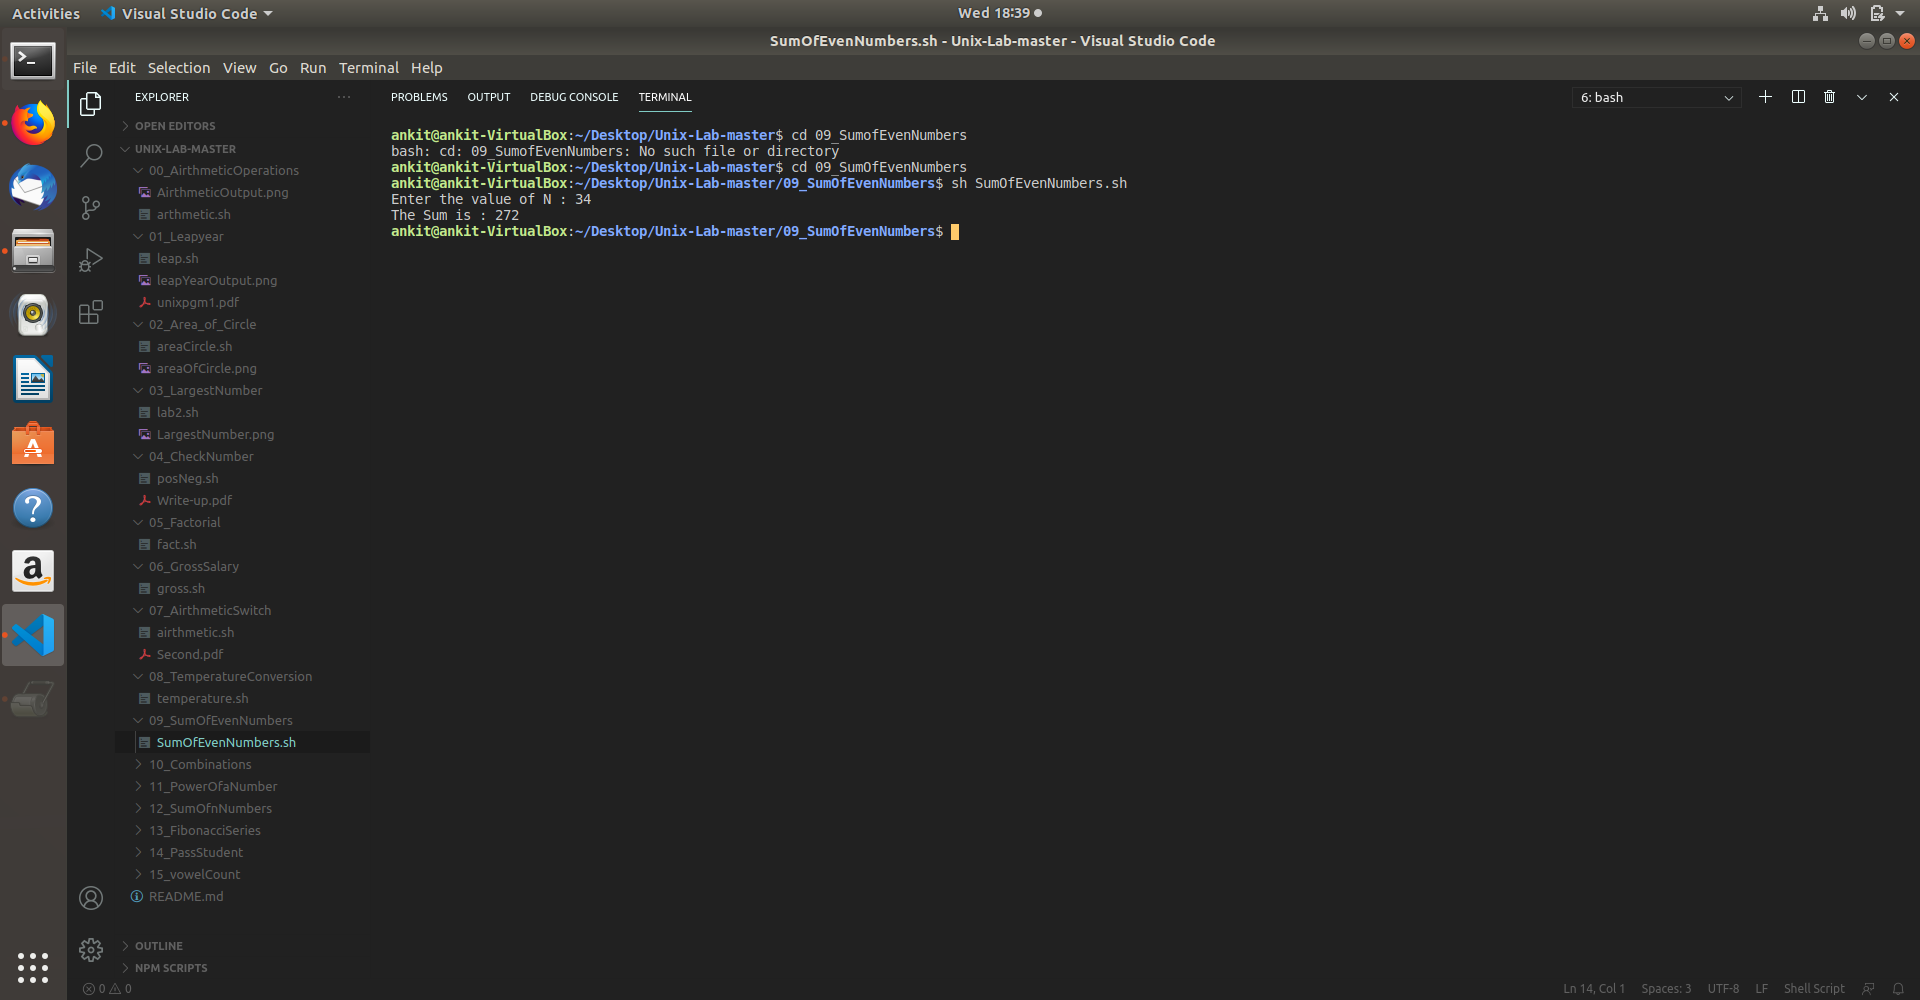 Activities Visual Studio Code Wed 18:39
SumOfEvenNumbers.sh - Unix-Lab-master - Visual Studio Code
File Edit Selection View Go Run Terminal Help
EXPLORER
OPEN EDITORS
UNIX-LAB-MASTER
00_AirthmeticOperations
AirthmeticOutput.png
arthmetic.sh
01_Leapyear
leap.sh
leapYearOutput.png
unixpgm1.pdf
02_Area_of_Circle
areaCircle.sh
areaOfCircle.png
03_LargestNumber
lab2.sh
LargestNumber.png
04_CheckNumber
posNeg.sh
Write-up.pdf
05_Factorial
fact.sh
06_GrossSalary
gross.sh
07_AirthmeticSwitch
airthmetic.sh
Second.pdf
08_TemperatureConversion
temperature.sh
09_SumOfEvenNumbers
SumOfEvenNumbers.sh
10_Combinations
11_PowerOfaNumber
12_SumOfnNumbers
13_FibonacciSeries
14_PassStudent
15_vowelCount
README.md
OUTLINE
NPM SCRIPTS
PROBLEMS OUTPUT DEBUG CONSOLE TERMINAL 6: bash
ankit@ankit-VirtualBox:~/Desktop/Unix-Lab-master$ cd 09_SumofEvenNumbers
bash: cd: 09_SumofEvenNumbers: No such file or directory
ankit@ankit-VirtualBox:~/Desktop/Unix-Lab-master$ cd 09_SumOfEvenNumbers
ankit@ankit-VirtualBox:~/Desktop/Unix-Lab-master/09_SumOfEvenNumbers$ sh SumOfEvenNumbers.sh
Enter the value of N : 34
The Sum is : 272
ankit@ankit-VirtualBox:~/Desktop/Unix-Lab-master/09_SumOfEvenNumbers$
0 0 Ln 14, Col 1 Spaces: 3 UTF-8 LF Shell Script